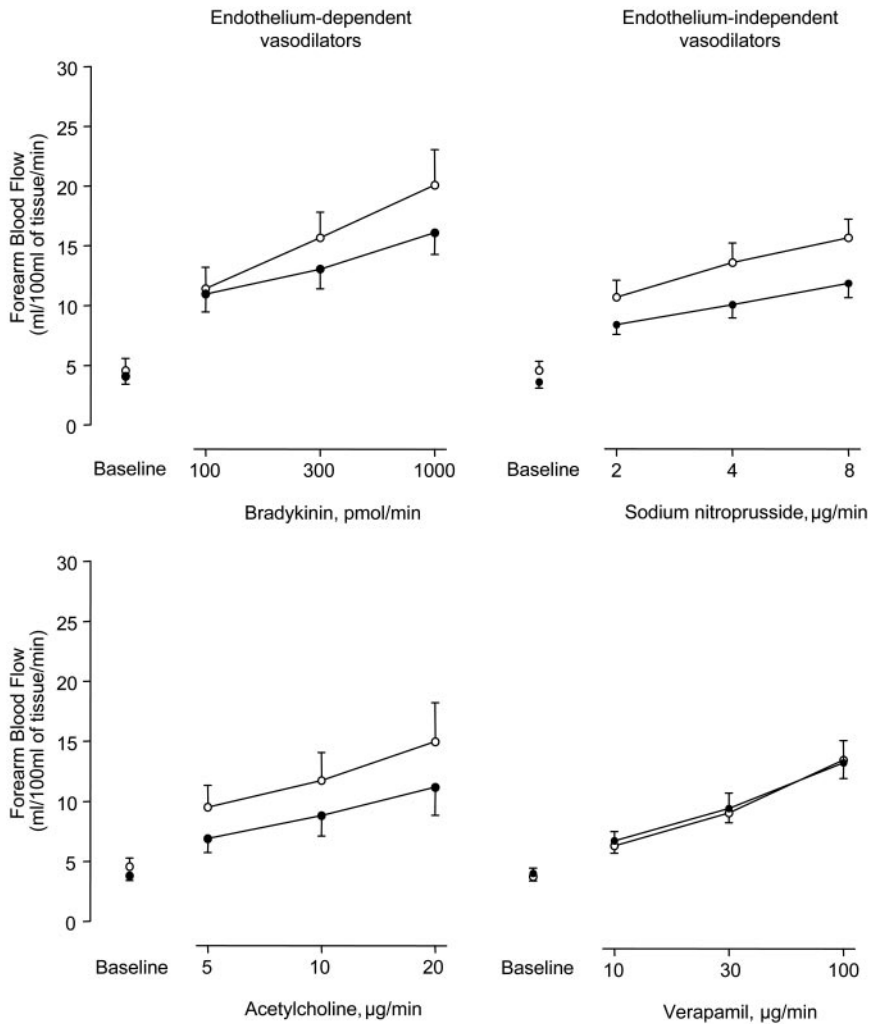 Endothelium-dependent
vasodilators
Endothelium-independent
vasodilators
Forearm Blood Flow
(ml/100ml of tissue/min)
30
25
20
15
10
5
0
Baseline
100
300
1000
Bradykinin, pmol/min
Baseline
2
4
8
Sodium nitroprusside, µg/min
Forearm Blood Flow
(ml/100ml of tissue/min)
30
25
20
15
10
5
0
Baseline
5
10
20
Acetylcholine, µg/min
Baseline
10
30
100
Verapamil, µg/min